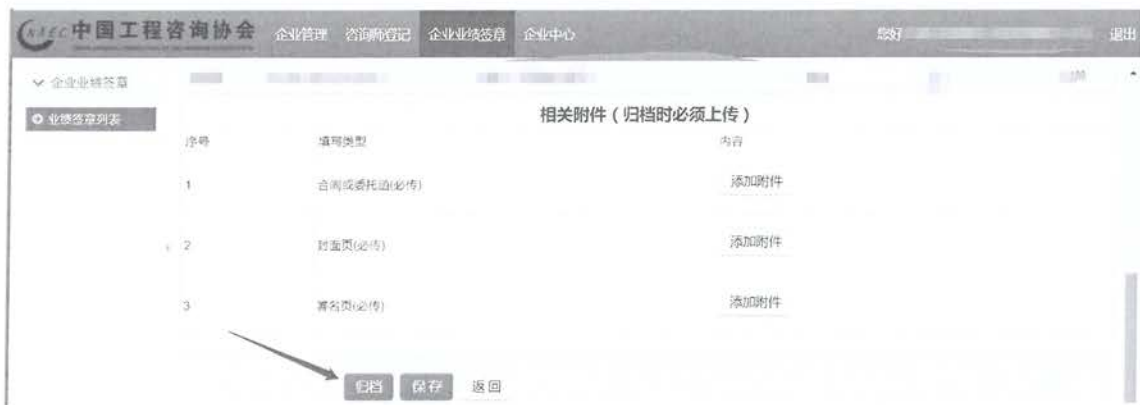 中国工程咨询协会 企业管理 咨询师登记 企业业绩签章 企业中心 您好 退出
企业业绩签章
业绩签章列表
相关附件（归档时必须上传）
序号 填写类型 内容
1 合同或委托函(必传) 添加附件
2 封面页(必传) 添加附件
3 署名页(必传) 添加附件
归档 保存 返回